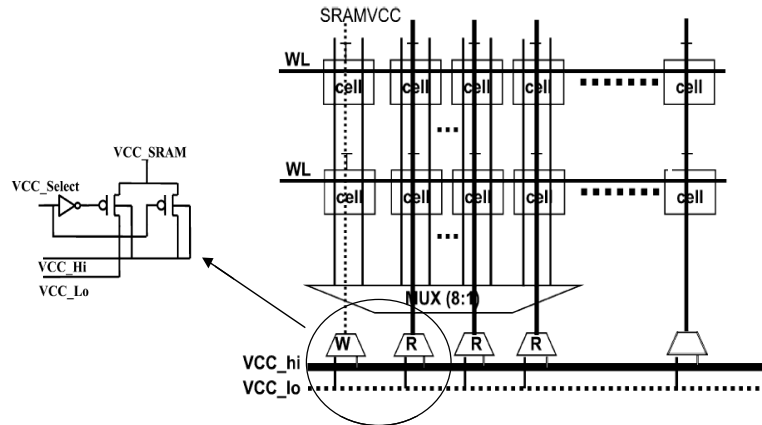 SRAMVCC
WL
cell cell cell cell cell
...
VCC_SRAM
VCC_Select
WL
cell cell cell cell cell
...
VCC_Hi
VCC_Lo
MUX (8:1)
W R R R
VCC_hi
VCC_lo